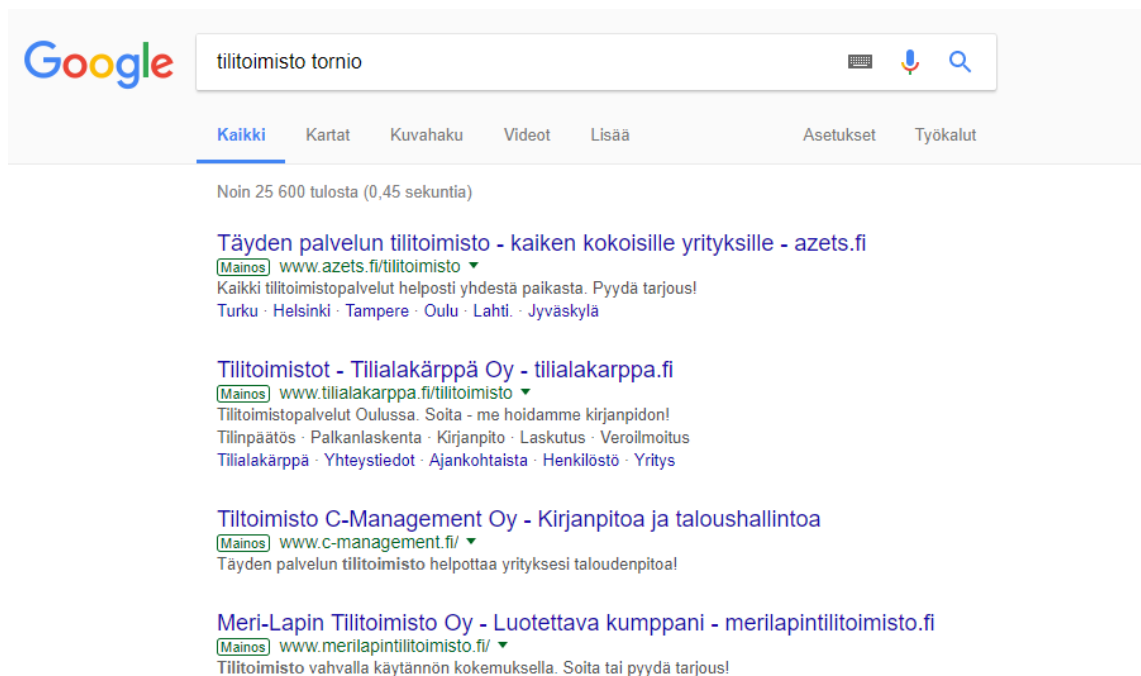 Google tilitoimisto tornio
Kaikki Kartat Kuvahaku Videot Lisää Asetukset Työkalut
Noin 25 600 tulosta (0,45 sekuntia)
Täyden palvelun tilitoimisto - kaiken kokoisille yrityksille - azets.fi
Mainos www.azets.fi/tilitoimisto
Kaikki tilitoimistopalvelut helposti yhdestä paikasta. Pyydä tarjous!
Turku · Helsinki · Tampere · Oulu · Lahti. · Jyväskylä
Tilitoimistot - Tilialakärppä Oy - tilialakarppa.fi
Mainos www.tilialakarppa.fi/tilitoimisto
Tilitoimistopalvelut Oulussa. Soita - me hoidamme kirjanpidon!
Tilinpäätös · Palkanlaskenta · Kirjanpito · Laskutus · Veroilmoitus
Tilialakärppä · Yhteystiedot · Ajankohtaista · Henkilöstö · Yritys
Tiltoimisto C-Management Oy - Kirjanpitoa ja taloushallintoa
Mainos www.c-management.fi/
Täyden palvelun tilitoimisto helpottaa yrityksesi taloudenpitoa!
Meri-Lapin Tilitoimisto Oy - Luotettava kumppani - merilapintilitoimisto.fi
Mainos www.merilapintilitoimisto.fi/
Tilitoimisto vahvalla käytännön kokemuksella. Soita tai pyydä tarjous!